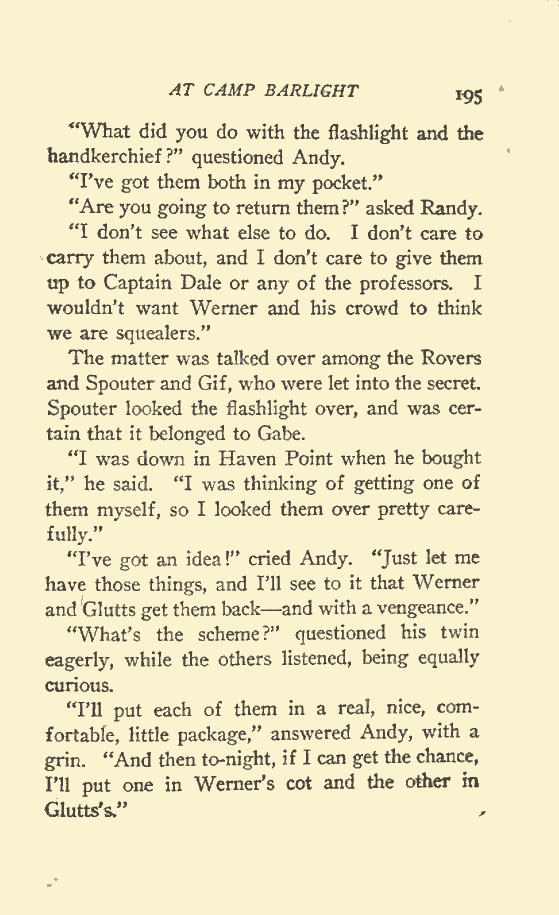 AT CAMP BARLIGHT 195
"What did you do with the flashlight and the
handkerchief?" questioned Andy.
"I've got them both in my pocket."
"Are you going to return them?" asked Randy.
"I don't see what else to do. I don't care to
carry them about, and I don't care to give them
up to Captain Dale or any of the professors. I
wouldn't want Werner and his crowd to think
we are squealers."
The matter was talked over among the Rovers
and Spouter and Gif, who were let into the secret.
Spouter looked the flashlight over, and was cer-
tain that it belonged to Gabe.
"I was down in Haven Point when he bought
it," he said. "I was thinking of getting one of
them myself, so I looked them over pretty care-
fully."
"I've got an idea!" cried Andy. "Just let me
have those things, and I'll see to it that Werner
and Glutts get them back—and with a vengeance."
"What's the scheme?" questioned his twin
eagerly, while the others listened, being equally
curious.
"I'll put each of them in a real, nice, com-
fortable, little package," answered Andy, with a
grin. "And then to-night, if I can get the chance,
I'll put one in Werner's cot and the other in
Glutts's."